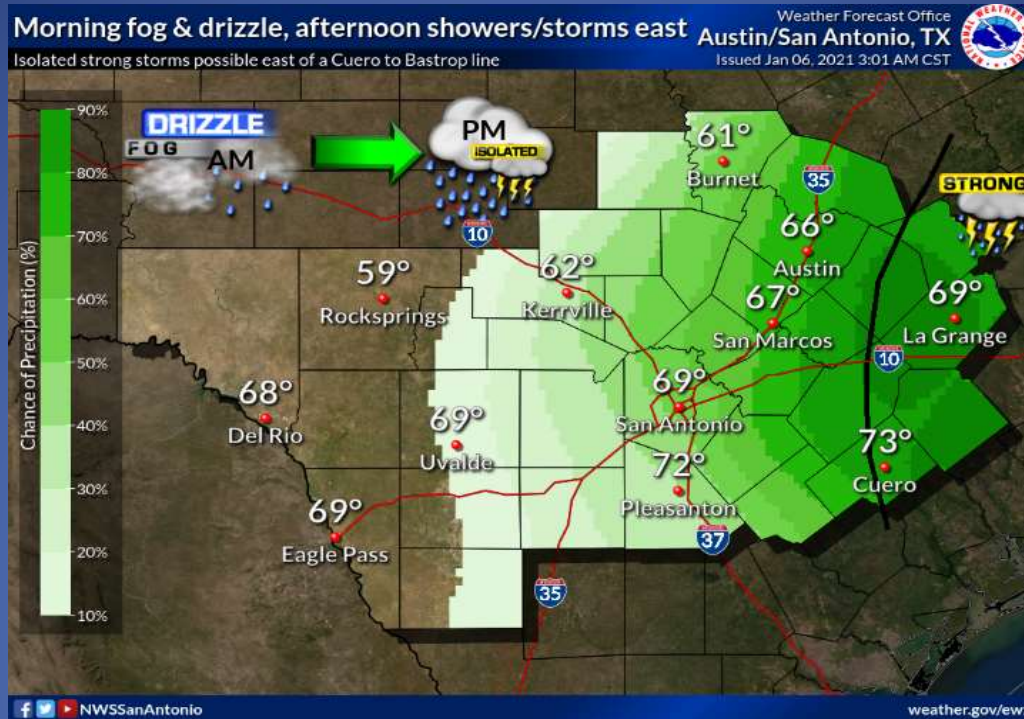 Morning fog & drizzle, afternoon showers/storms east
Isolated strong storms possible east of a Cuero to Bastrop line
Weather Forecast Office
Austin/San Antonio, TX
Issued Jan 06, 2021 3:01 AM CST
NATIONAL WEATHER
90%
80%
70%
60%
50%
40%
30%
20%
10%
Chance of Precipitation (%)
DRIZZLE
FOG
AM
PM
ISOLATED
STRONG
10
35
61°
Burnet
66°
Austin
59°
Rocksprings
62°
Kerrville
67°
San Marcos
69°
La Grange
10
68°
Del Rio
69°
Uvalde
69°
San Antonio
73°
Cuero
72°
Pleasanton
69°
Eagle Pass
37
35
NWSSanAntonio
weather.gov/ew